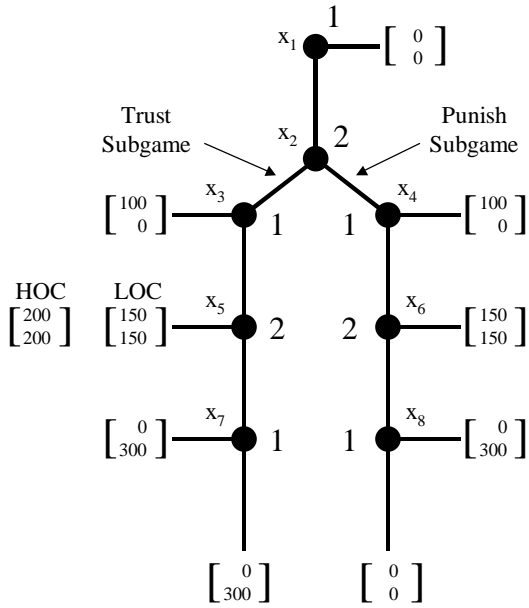 1
x1
[ 0
0 ]
Trust
Subgame
Punish
Subgame
x2
2
x3
x4
[ 100
0 ]
1
1
[ 100
0 ]
HOC
LOC
x5
x6
[ 200
200 ]
[ 150
150 ]
2
2
[ 150
150 ]
x7
x8
[ 0
300 ]
1
1
[ 0
300 ]
[ 0
300 ]
[ 0
0 ]